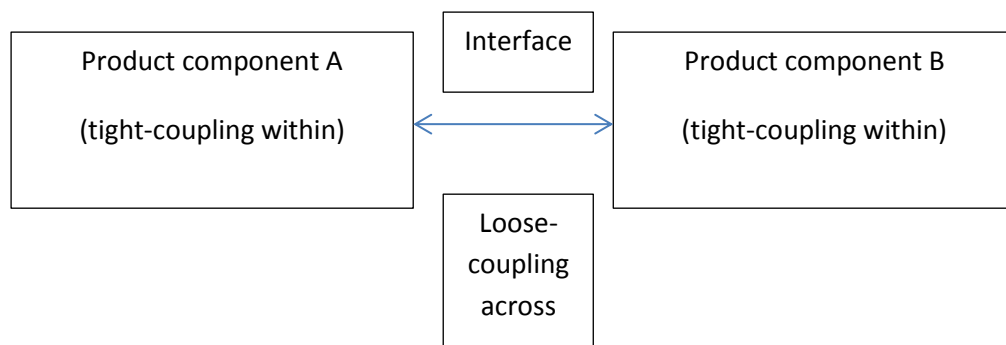 Product component A
(tight-coupling within)
Interface
Loose-
coupling
across
Product component B
(tight-coupling within)